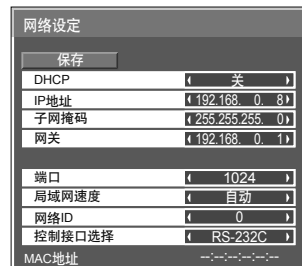 网络设定
保存
DHCP 关
IP地址 192.168. 0. 8
子网掩码 255.255.255. 0
网关 192.168. 0. 1
端口 1024
局域网速度 自动
网络ID 0
控制接口选择 RS-232C
MAC地址 --:--:--:--:--:--